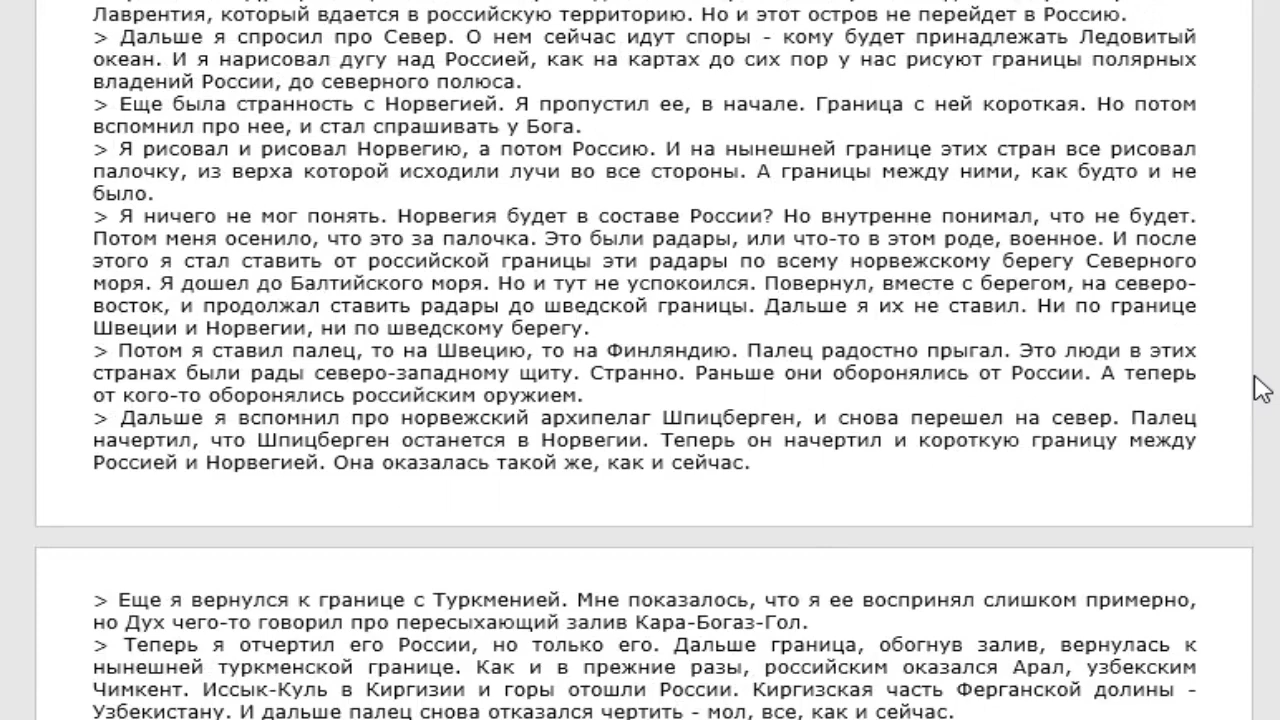 Лаврентия, который вдается в российскую территорию. Но и этот остров не перейдет в Россию.
> Дальше я спросил про Север. О нем сейчас идут споры - кому будет принадлежать Ледовитый
океан. И я нарисовал дугу над Россией, как на картах до сих пор у нас рисуют границы полярных
владений России, до северного полюса.
> Еще была странность с Норвегией. Я пропустил ее, в начале. Граница с ней короткая. Но потом
вспомнил про нее, и стал спрашивать у Бога.
> Я рисовал и рисовал Норвегию, а потом Россию. И на нынешней границе этих стран все рисовал
палочку, из верха которой исходили лучи во все стороны. А границы между ними, как будто и не
было.
> Я ничего не мог понять. Норвегия будет в составе России? Но внутренне понимал, что не будет.
Потом меня осенило, что это за палочка. Это были радары, или что-то в этом роде, военное. И после
этого я стал ставить от российской границы эти радары по всему норвежскому берегу Северного
моря. Я дошел до Балтийского моря. Но и тут не успокоился. Повернул, вместе с берегом, на северо-
восток, и продолжал ставить радары до шведской границы. Дальше я их не ставил. Ни по границе
Швеции и Норвегии, ни по шведскому берегу.
> Потом я ставил палец, то на Швецию, то на Финляндию. Палец радостно прыгал. Это люди в этих
странах были рады северо-западному щиту. Странно. Раньше они оборонялись от России. А теперь
от кого-то оборонялись российским оружием.
> Дальше я вспомнил про норвежский архипелаг Шпицберген, и снова перешел на север. Палец
начертил, что Шпицберген останется в Норвегии. Теперь он начертил и короткую границу между
Россией и Норвегией. Она оказалась такой же, как и сейчас.
> Еще я вернулся к границе с Туркменией. Мне показалось, что я ее воспринял слишком примерно,
но Дух чего-то говорил про пересыхающий залив Кара-Богаз-Гол.
> Теперь я отчертил его России, но только его. Дальше граница, обогнув залив, вернулась к
нынешней туркменской границе. Как и в прежние разы, российским оказался Арал, узбекским
Чимкент. Иссык-Куль в Киргизии и горы отошли России. Киргизская часть Ферганской долины -
Узбекистану. И дальше палец снова отказался чертить - мол, все, как и сейчас.